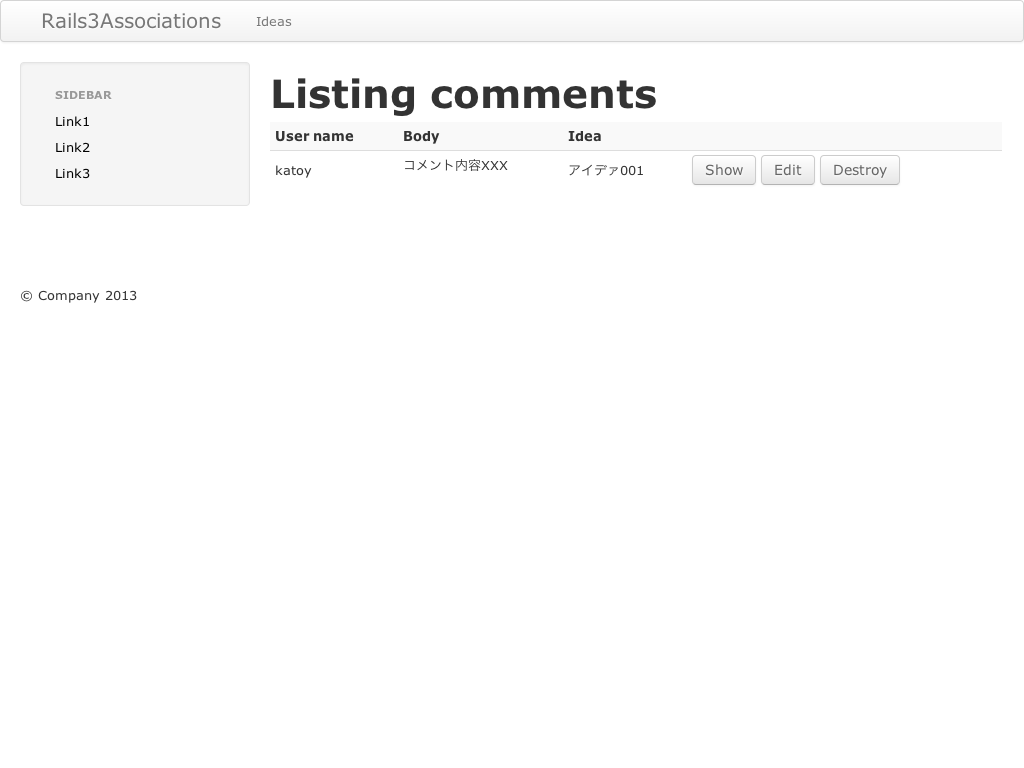 Rails3Associations Ideas
SIDEBAR
Link1
Link2
Link3
Listing comments
User name Body Idea
katoy コメント内容XXX アイデァ001 Show Edit Destroy
© Company 2013